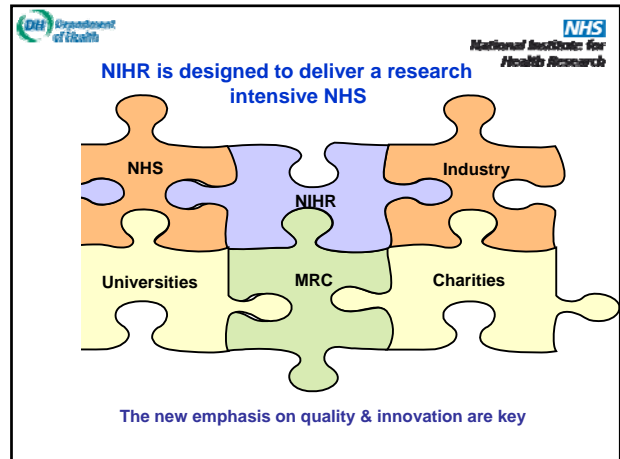 DH Department
of Health
NHS
National Institute for
Health Research
NIHR is designed to deliver a research
intensive NHS
NHS
NIHR
Industry
Universities
MRC
Charities
The new emphasis on quality & innovation are key